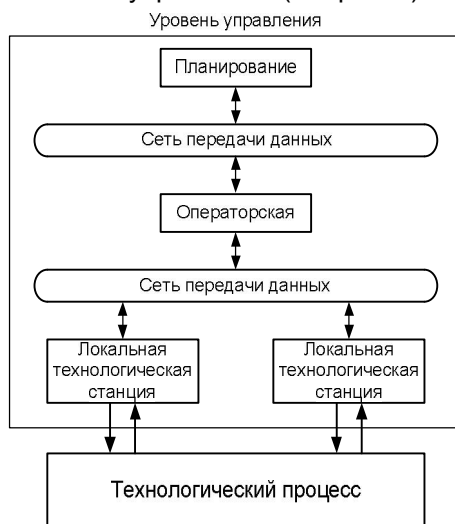 Уровень управления
Планирование
Сеть передачи данных
Операторская
Сеть передачи данных
Локальная
технологическая
станция
Локальная
технологическая
станция
Технологический процесс